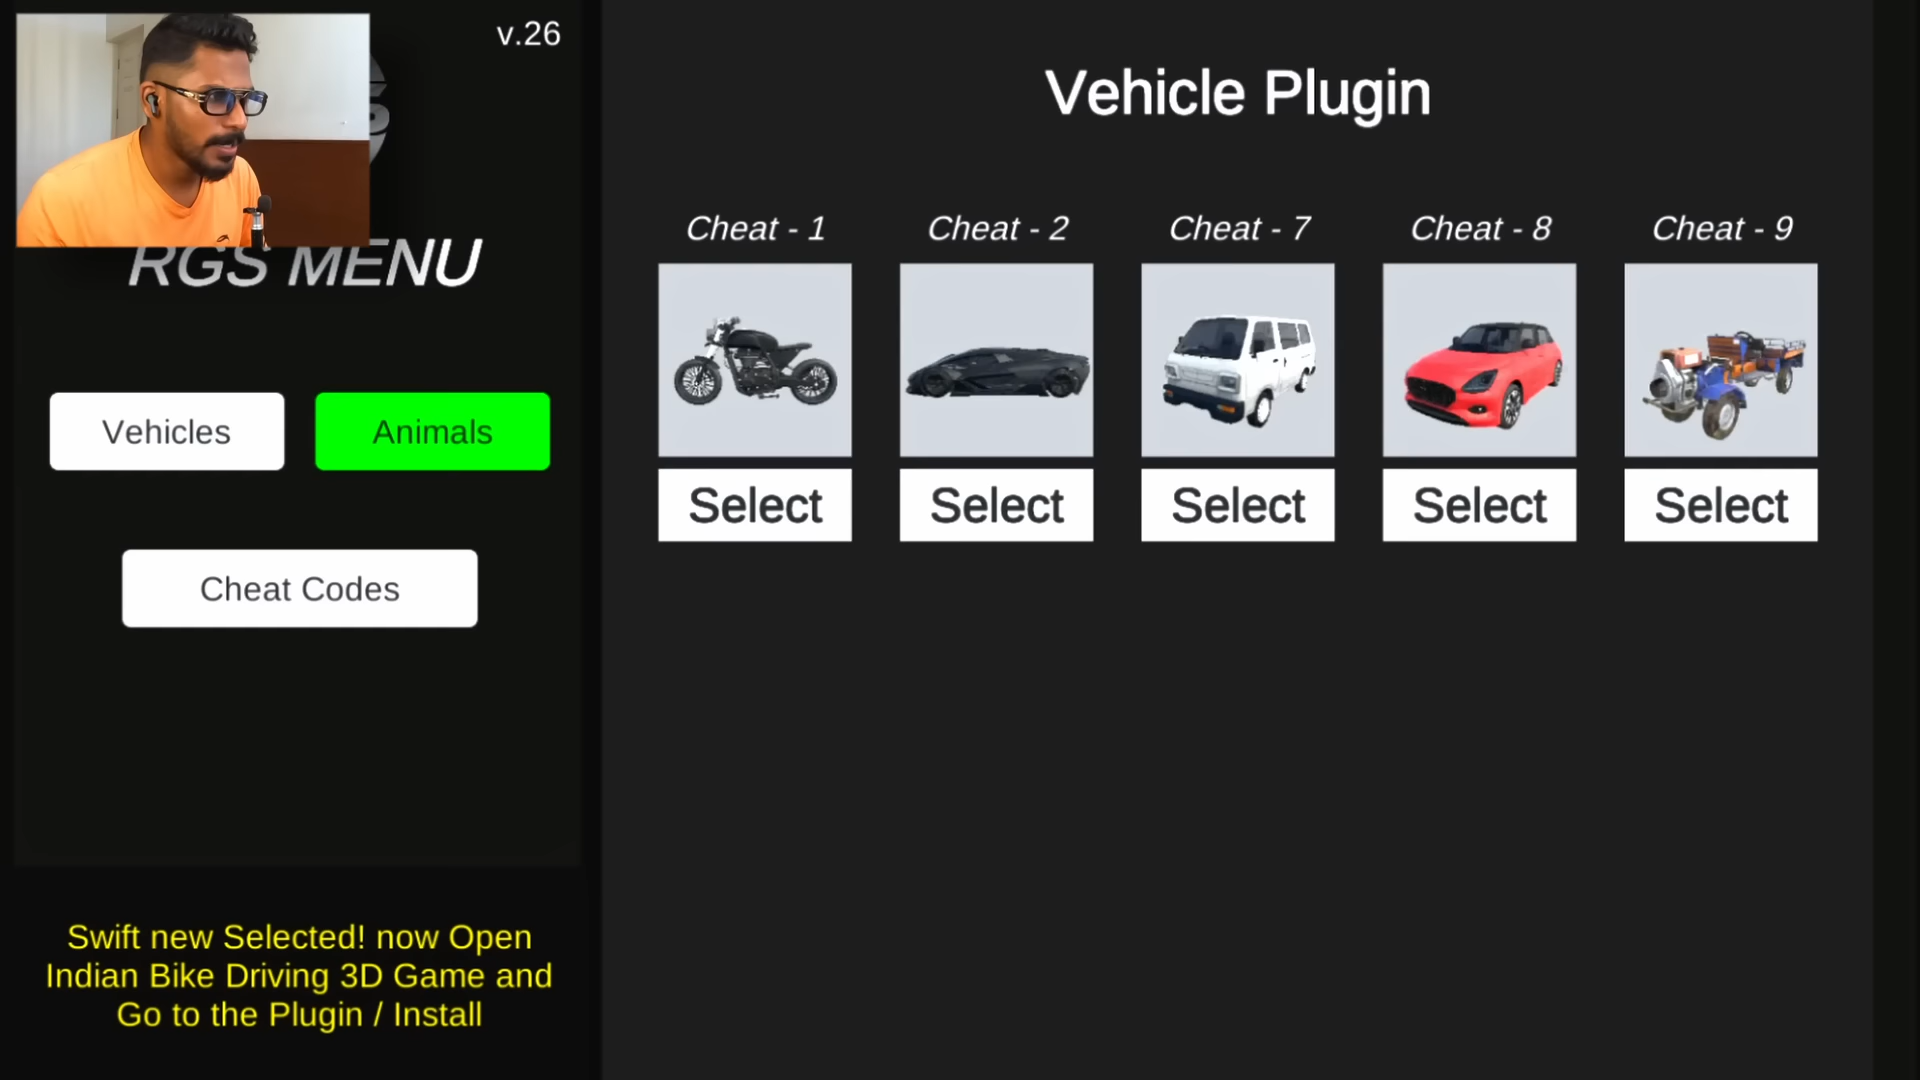 v.26
RGS MENU
Vehicles
Animals
Cheat Codes
Swift new Selected! now Open
Indian Bike Driving 3D Game and
Go to the Plugin / Install
Vehicle Plugin
Cheat - 1
Cheat - 2
Cheat - 7
Cheat - 8
Cheat - 9
Select
Select
Select
Select
Select